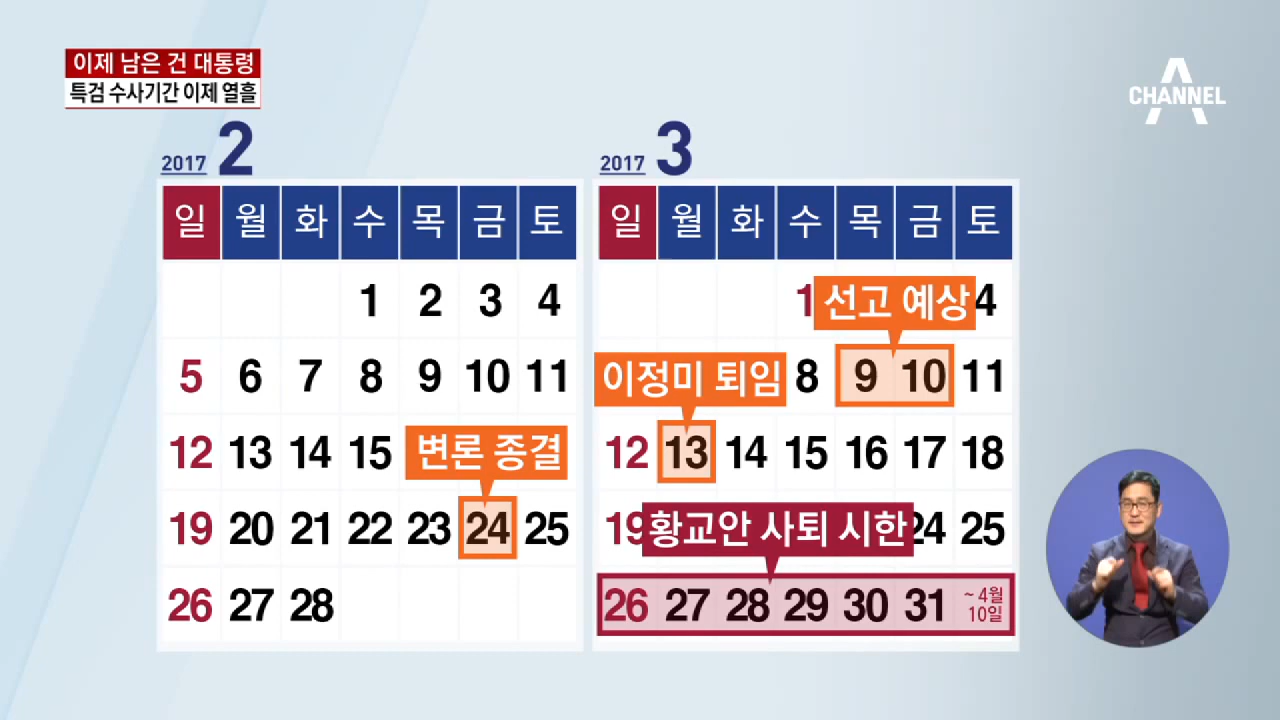 이제 남은 건 대통령
특검 수사기간 이제 열흘
CHANNEL A
2017 2
일 월 화 수 목 금 토
1 2 3 4
5 6 7 8 9 10 11
12 13 14 15 변론 종결
19 20 21 22 23 24 25
26 27 28
2017 3
일 월 화 수 목 금 토
1 선고 예상 4
이정미 퇴임 8 9 10 11
12 13 14 15 16 17 18
19 황교안 사퇴 시한 24 25
26 27 28 29 30 31 ~ 4월
10일